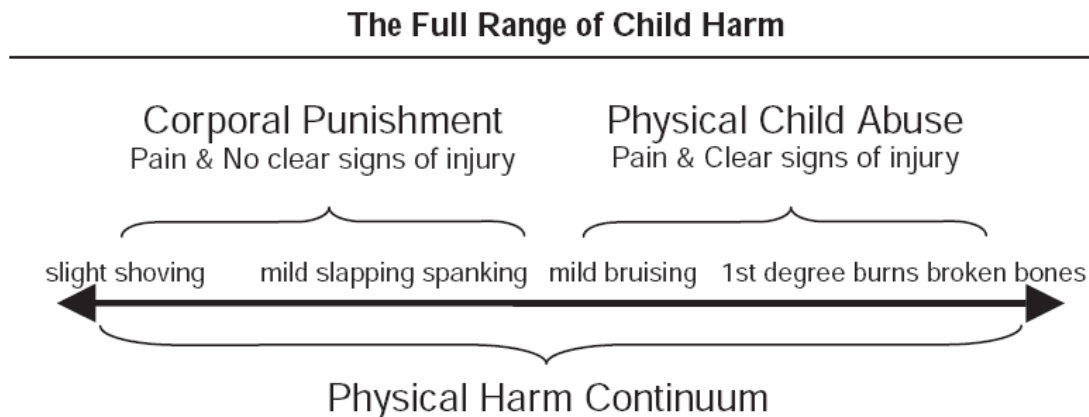 The Full Range of Child Harm
Corporal Punishment
Pain & No clear signs of injury
Physical Child Abuse
Pain & Clear signs of injury
slight shoving mild slapping spanking mild bruising 1st degree burns broken bones
Physical Harm Continuum